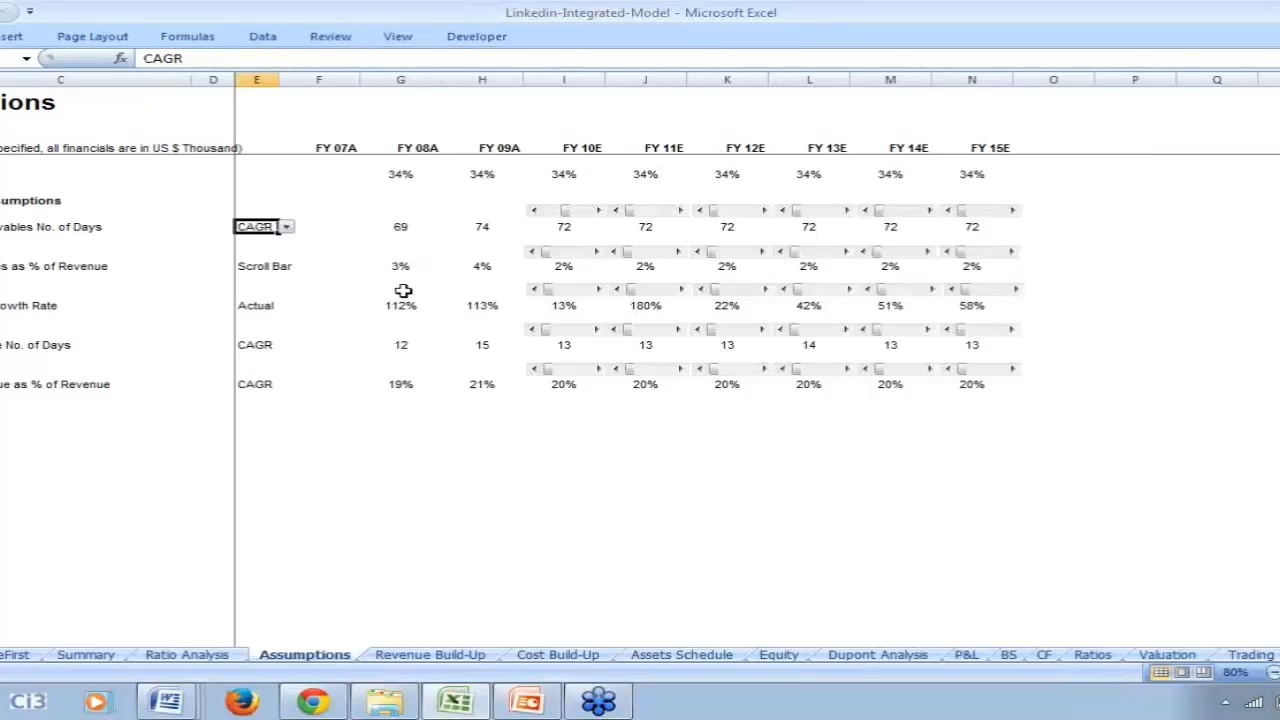 Linkedin-Integrated-Model - Microsoft Excel
sert Page Layout Formulas Data Review View Developer
fx CAGR
C D E F G H I J K L M N O P Q
ions
ecified, all financials are in US $ Thousand) FY 07A FY 08A FY 09A FY 10E FY 11E FY 12E FY 13E FY 14E FY 15E
34% 34% 34% 34% 34% 34% 34% 34%
sumptions
vables No. of Days CAGR 69 74 72 72 72 72 72 72
es as % of Revenue Scroll Bar 3% 4% 2% 2% 2% 2% 2% 2%
owth Rate Actual 112% 113% 13% 180% 22% 42% 51% 58%
e No. of Days CAGR 12 15 13 13 13 14 13 13
ue as % of Revenue CAGR 19% 21% 20% 20% 20% 20% 20% 20%
eFirst Summary Ratio Analysis Assumptions Revenue Build-Up Cost Build-Up Assets Schedule Equity Dupont Analysis P&L BS CF Ratios Valuation Trading
80%